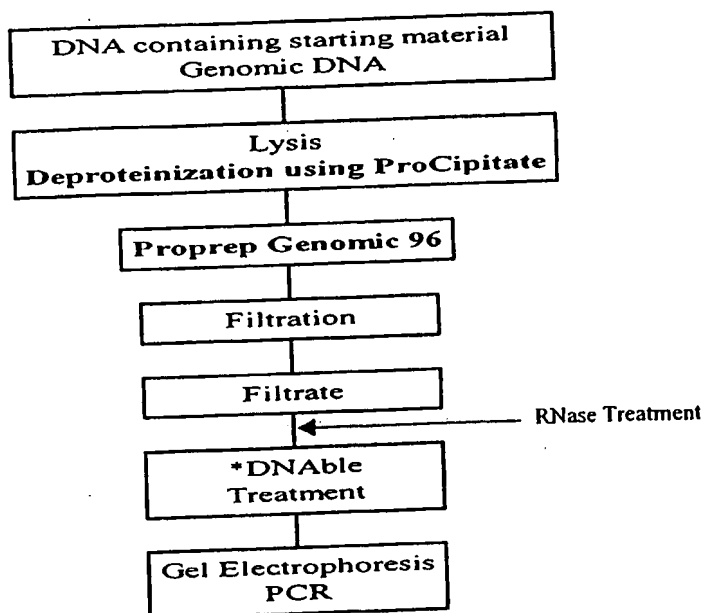 DNA containing starting material
Genomic DNA
Lysis
Deproteinization using ProCipitate
Proprep Genomic 96
Filtration
Filtrate
RNase Treatment
*DNAble
Treatment
Gel Electrophoresis
PCR